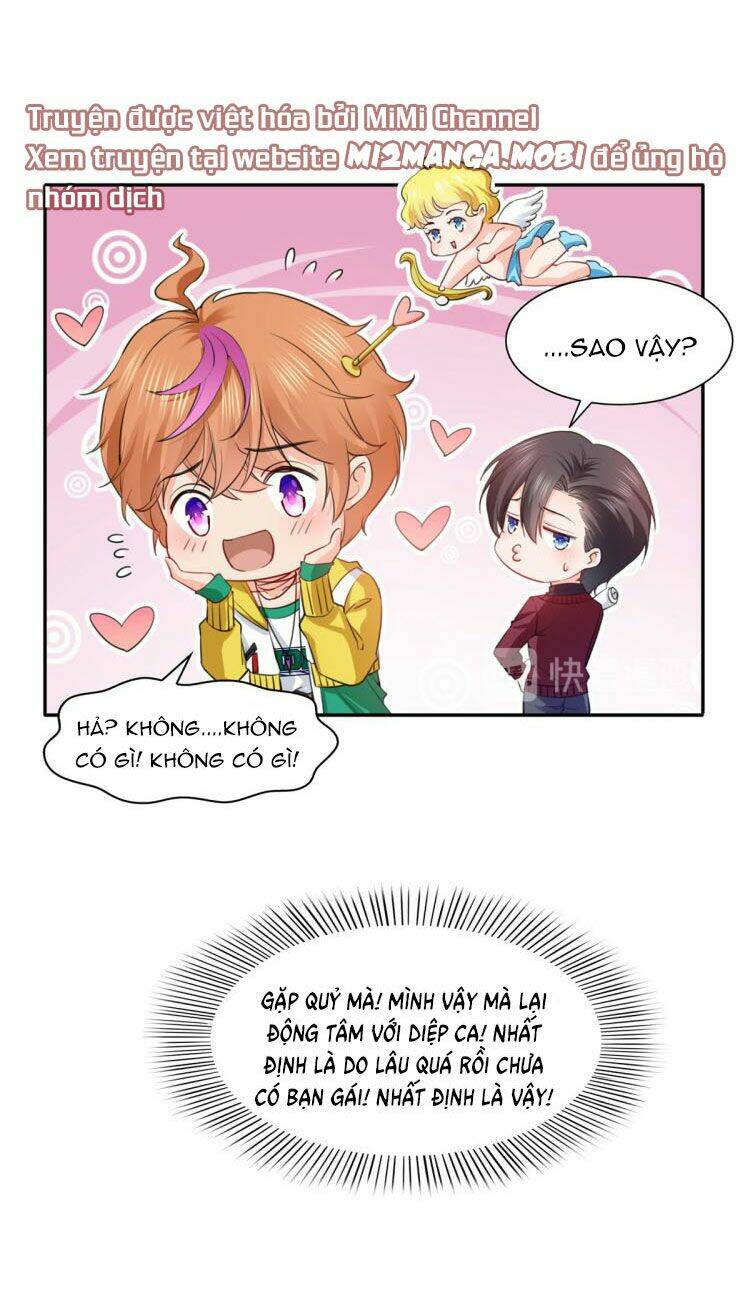 Truyện được việt hóa bởi MiMi Channel
Xem truyện tại website MI2MANGA.MOBI để ủng hộ
nhóm dịch
....SAO VẬY?
HẢ? KHÔNG....KHÔNG
CÓ GÌ! KHÔNG CÓ GÌ!
GẶP QUỶ MÀ! MÌNH VẬY MÀ LẠI
ĐỘNG TÂM VỚI DIỆP CA! NHẤT
ĐỊNH LÀ DO LÂU QUÁ RỒI CHƯA
CÓ BẠN GÁI! NHẤT ĐỊNH LÀ VẬY!